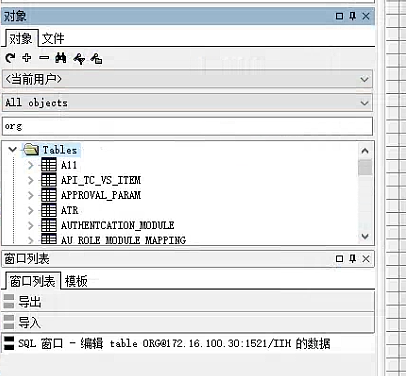 对象
对象 文件
<当前用户>
All objects
org
Tables
A11
API_TC_VS_ITEM
APPROVAL_PARAM
ATR
AUTHENTCATION_MODULE
AU_ROLE_MODULE_MAPPING
窗口列表
窗口列表 模板
导出
导入
SQL 窗口 - 编辑 table ORG@172.16.100.30:1521/IIH 的数据